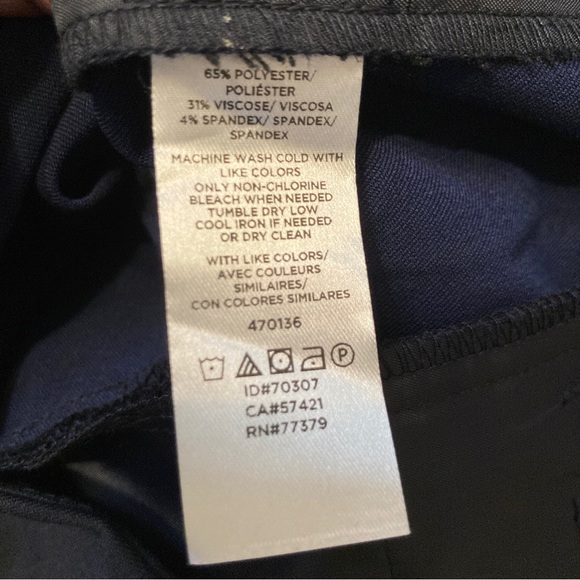 65% POLYESTER/
POLIÉSTER
31% VISCOSE/ VISCOSA
4% SPANDEX/ SPANDEX/
SPANDEX
MACHINE WASH COLD WITH
LIKE COLORS
ONLY NON-CHLORINE
BLEACH WHEN NEEDED
TUMBLE DRY LOW
COOL IRON IF NEEDED
OR DRY CLEAN
WITH LIKE COLORS/
AVEC COULEURS
SIMILAIRES/
CON COLORES SIMILARES
470136
P
ID#70307
CA#57421
RN#77379